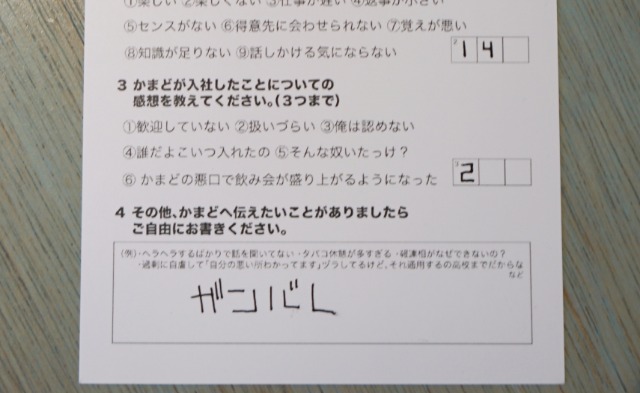 ①楽しい ②楽しくない ③仕事が遅い ④返事が小さい
⑤センスがない ⑥得意先に会わせられない ⑦覚えが悪い
⑧知識が足りない ⑨話しかける気にならない
1 4
3 かまどが入社したことについての
感想を教えてください。(3つまで)
①歓迎していない ②扱いづらい ③俺は認めない
④誰だよこいつ入れたの ⑤そんな奴いたっけ?
⑥ かまどの悪口で飲み会が盛り上がるようになった
2
4 その他、かまどへ伝えたいことがありましたら
ご自由にお書きください。
(例)・ヘラヘラするばかりで話を聞いてない ・タバコ休憩が多すぎる ・報連相がなぜできないの?
・過剰に自虐して「自分の悪い所わかってます」ヅラしてるけど、それ通用するの高校までだからな
など
ガンバレ